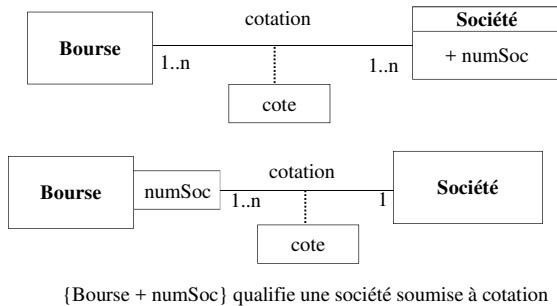 cotation
Société
Bourse
1..n
1..n
+ numSoc
cote
cotation
Bourse
numSoc
1..n
1
Société
cote
{Bourse + numSoc} qualifie une société soumise à cotation